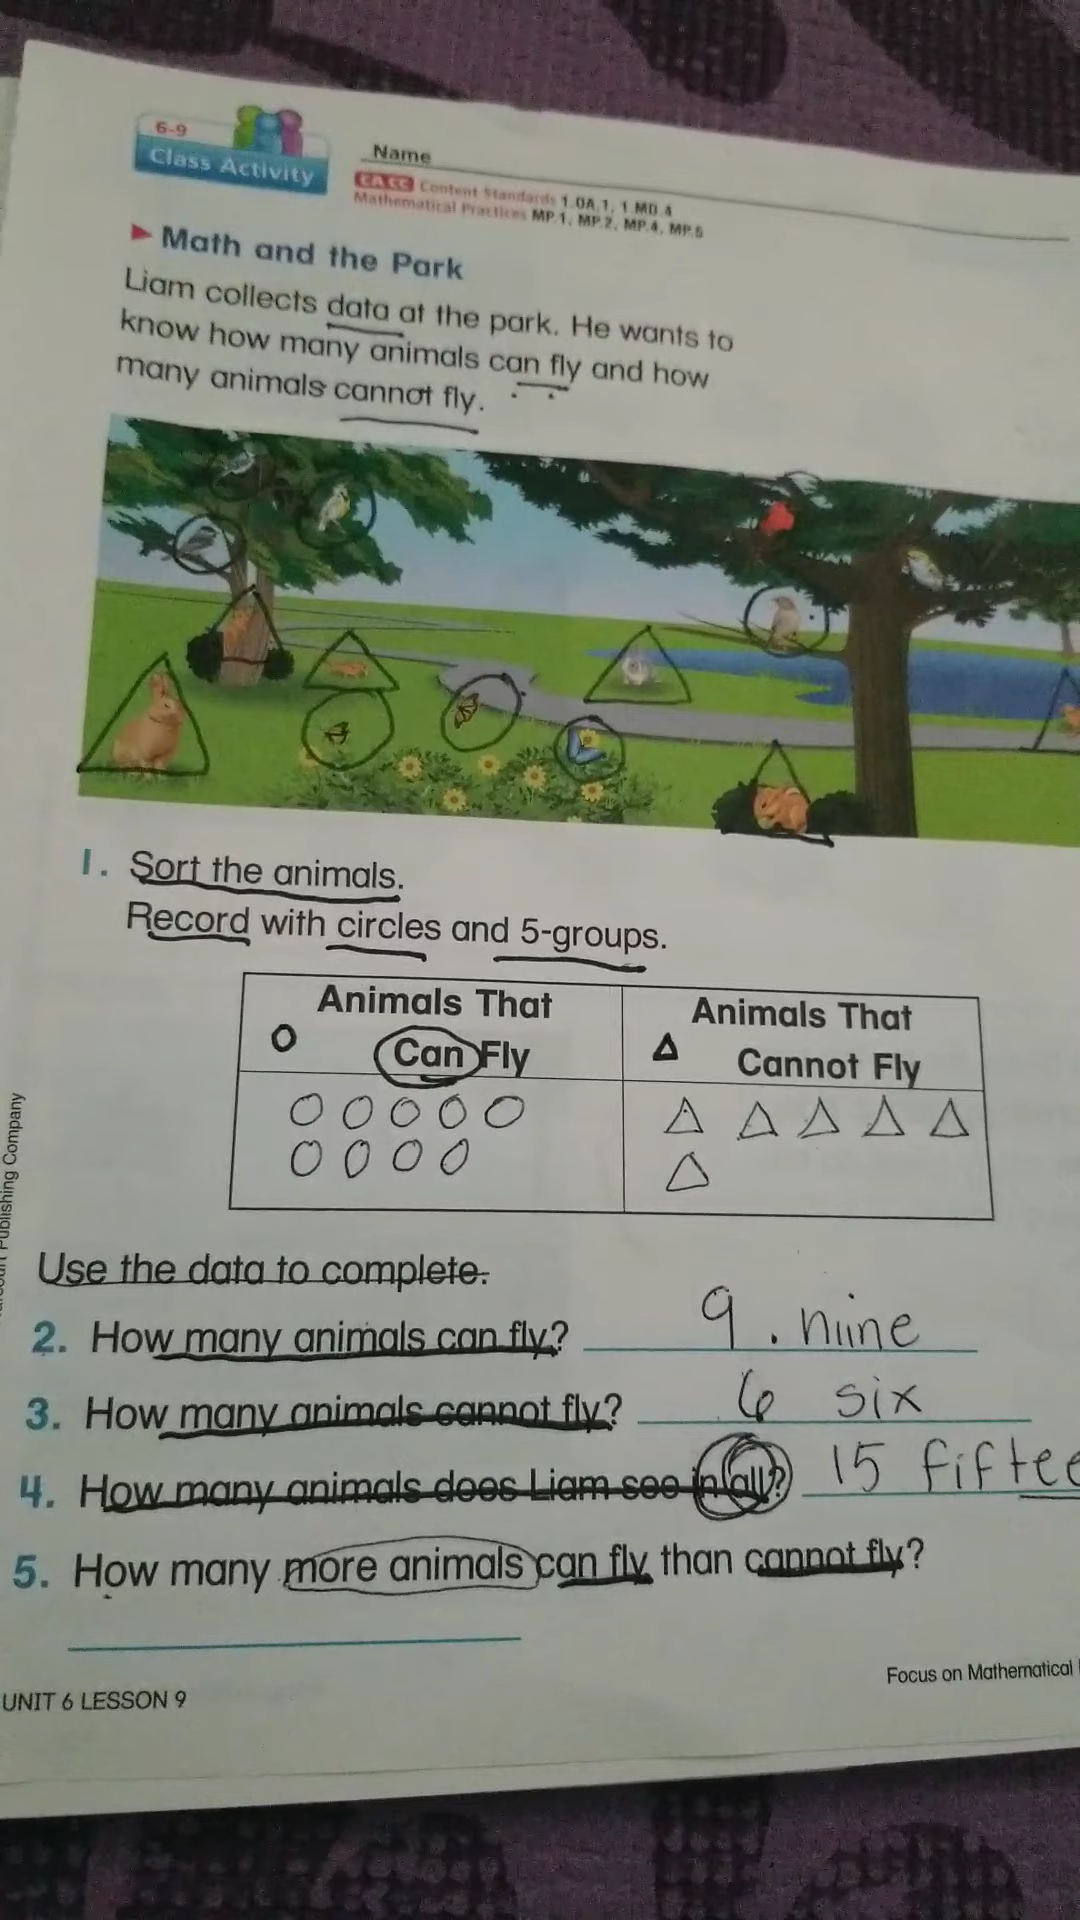 6-9
Class Activity
Name
CA CC Content Standards 1.OA.1, 1.MD.4
Mathematical Practices MP.1, MP.2, MP.4, MP.5
Math and the Park
Liam collects data at the park. He wants to
know how many animals can fly and how
many animals cannot fly.
1. Sort the animals.
Record with circles and 5-groups.
Animals That
Can Fly
Animals That
Cannot Fly
Use the data to complete.
2. How many animals can fly? 9. niine
3. How many animals cannot fly? 6 six
4. How many animals does Liam see in all? 15 fiftee
5. How many more animals can fly than cannot fly?
UNIT 6 LESSON 9
Focus on Mathematical
Publishing Company